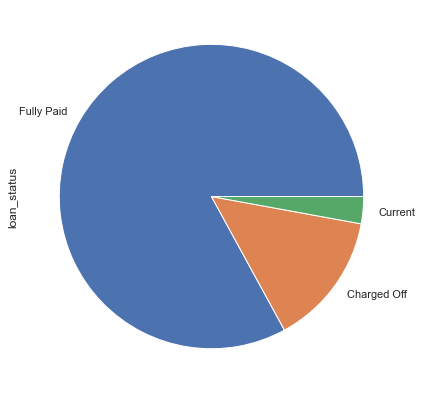 Fully Paid
loan_status
Current
Charged Off